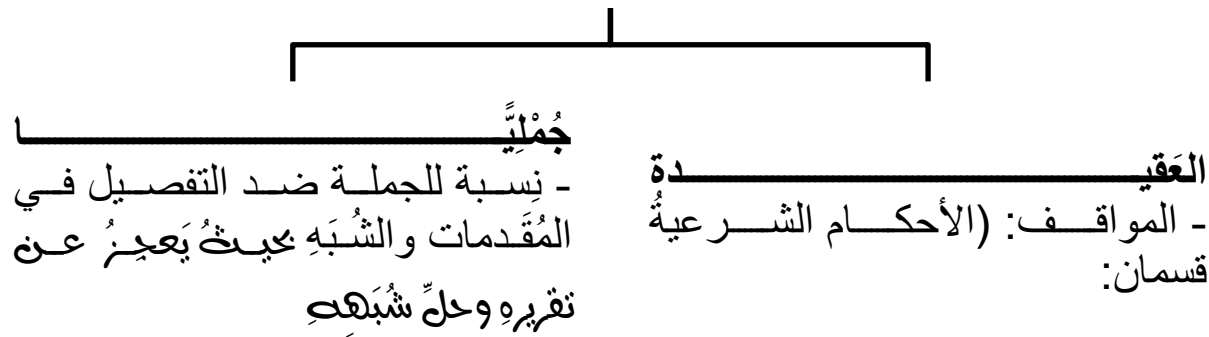 العَقيدة
- المواقف: (الأحكام الشرعيةُ
قسمان:
جُمْلِيًّا
- نِسبة للجملة ضد التفصيل في
المُقَدمات والشُبَهِ بحيثُ يَعجِزُ عن
تقريرِهِ وحلِّ شُبَهِهِ